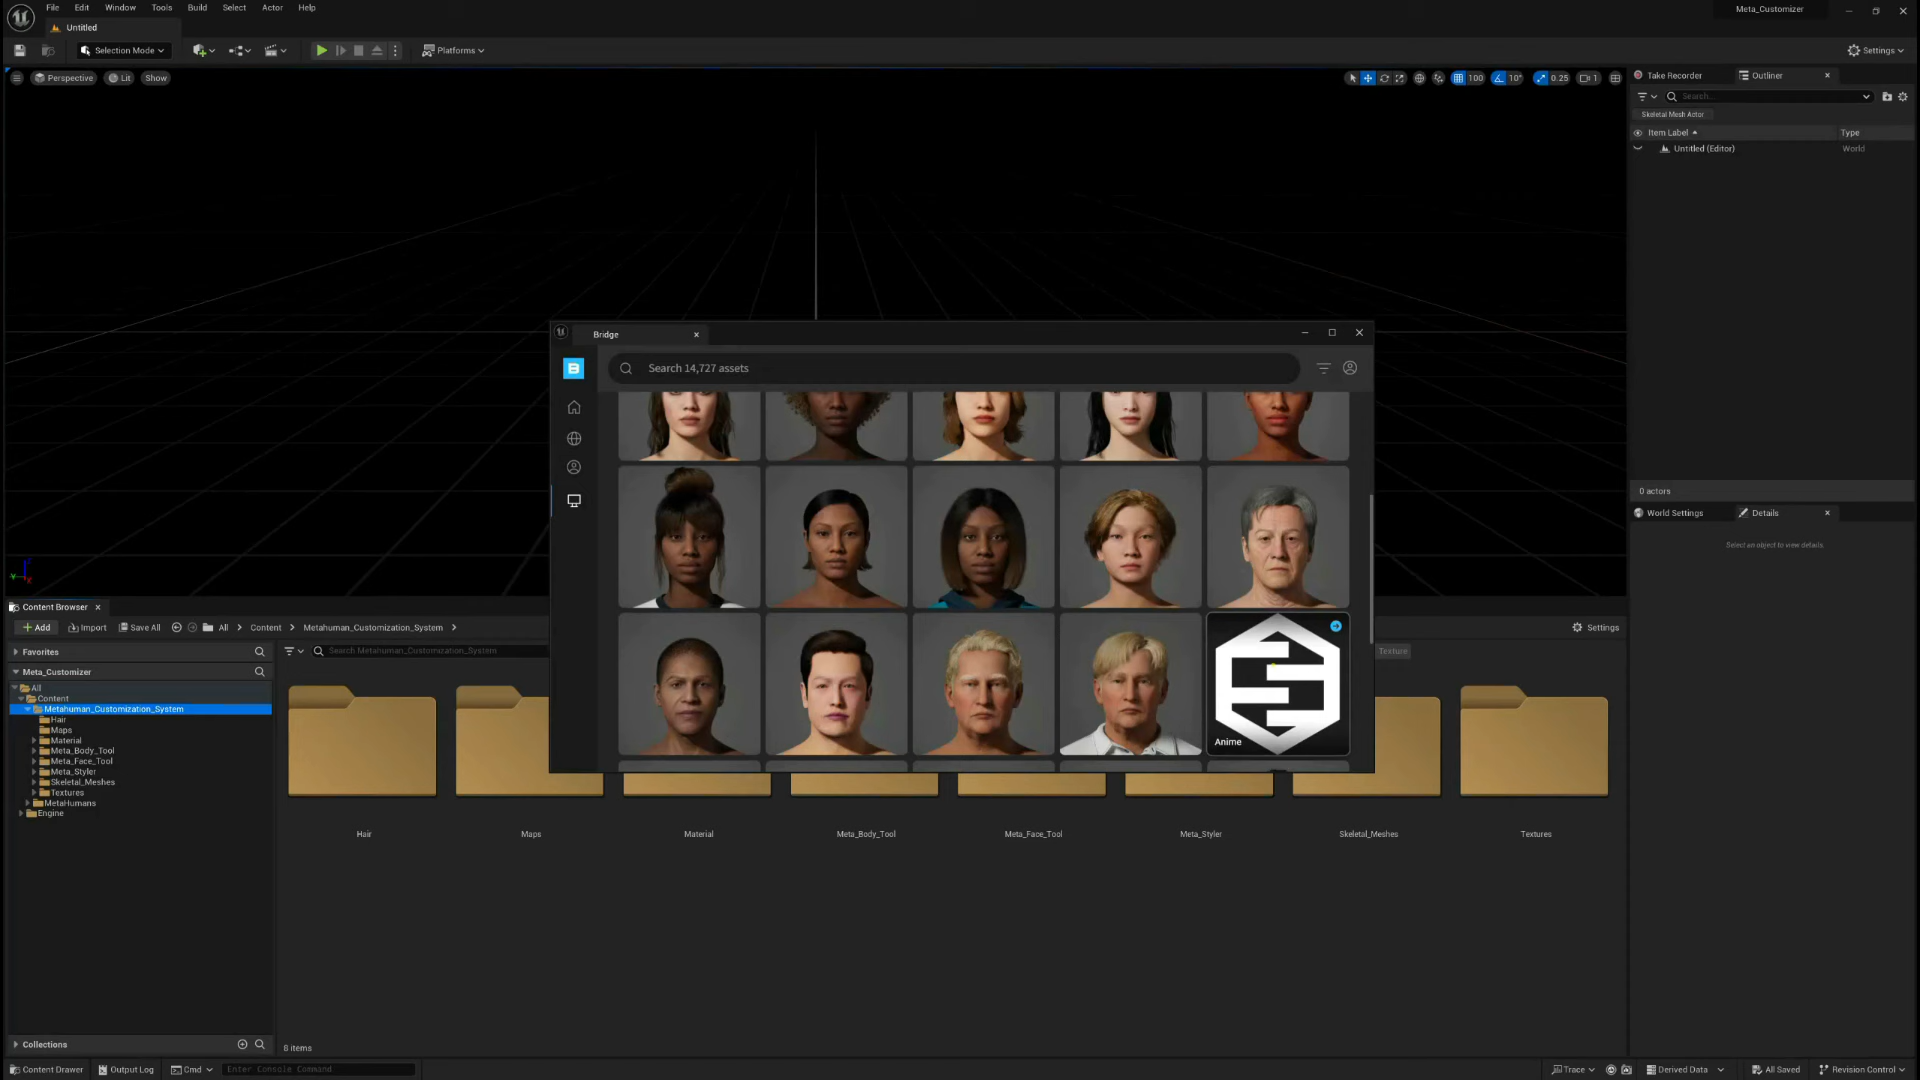 File Edit Window Tools Build Select Actor Help
Meta_Customizer
Untitled
Selection Mode
Platforms
Settings
Perspective Lit Show
100 10° 0.25 1
Take Recorder Outliner
Search...
Skeletal Mesh Actor
Item Label Type
Untitled (Editor) World
Bridge
B
Search 14,727 assets
0 actors
World Settings Details
Select an object to view details.
Content Browser
Add Import Save All All Content Metahuman_Customization_System
Settings
Favorites
Search Metahuman_Customization_System
Texture
Meta_Customizer
All
Content
Metahuman_Customization_System
Hair
Maps
Material
Meta_Body_Tool
Meta_Face_Tool
Meta_Styler
Skeletal_Meshes
Textures
MetaHumans
Engine
Anime
Hair Maps Material Meta_Body_Tool Meta_Face_Tool Meta_Styler Skeletal_Meshes Textures
Collections
8 items
Content Drawer Output Log Cmd Enter Console Command
Trace Derived Data All Saved Revision Control